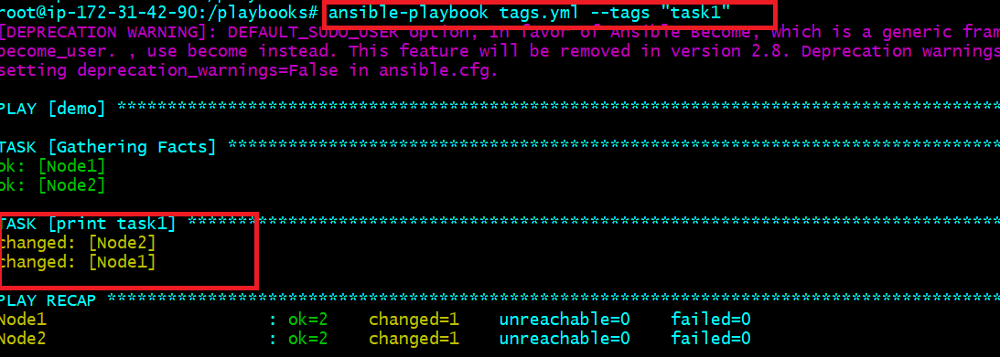 root@ip-172-31-42-90:/playbooks# ansible-playbook tags.yml --tags "task1"
[DEPRECATION WARNING]: DEFAULT_SUDO_USER option, In favor of Ansible Become, which is a generic fram
become_user. , use become instead. This feature will be removed in version 2.8. Deprecation warnings
setting deprecation_warnings=False in ansible.cfg.
PLAY [demo] ****************************************************************************************
TASK [Gathering Facts] *****************************************************************************
ok: [Node1]
ok: [Node2]
TASK [print task1] *********************************************************************************
changed: [Node2]
changed: [Node1]
PLAY RECAP *****************************************************************************************
Node1 : ok=2 changed=1 unreachable=0 failed=0
Node2 : ok=2 changed=1 unreachable=0 failed=0